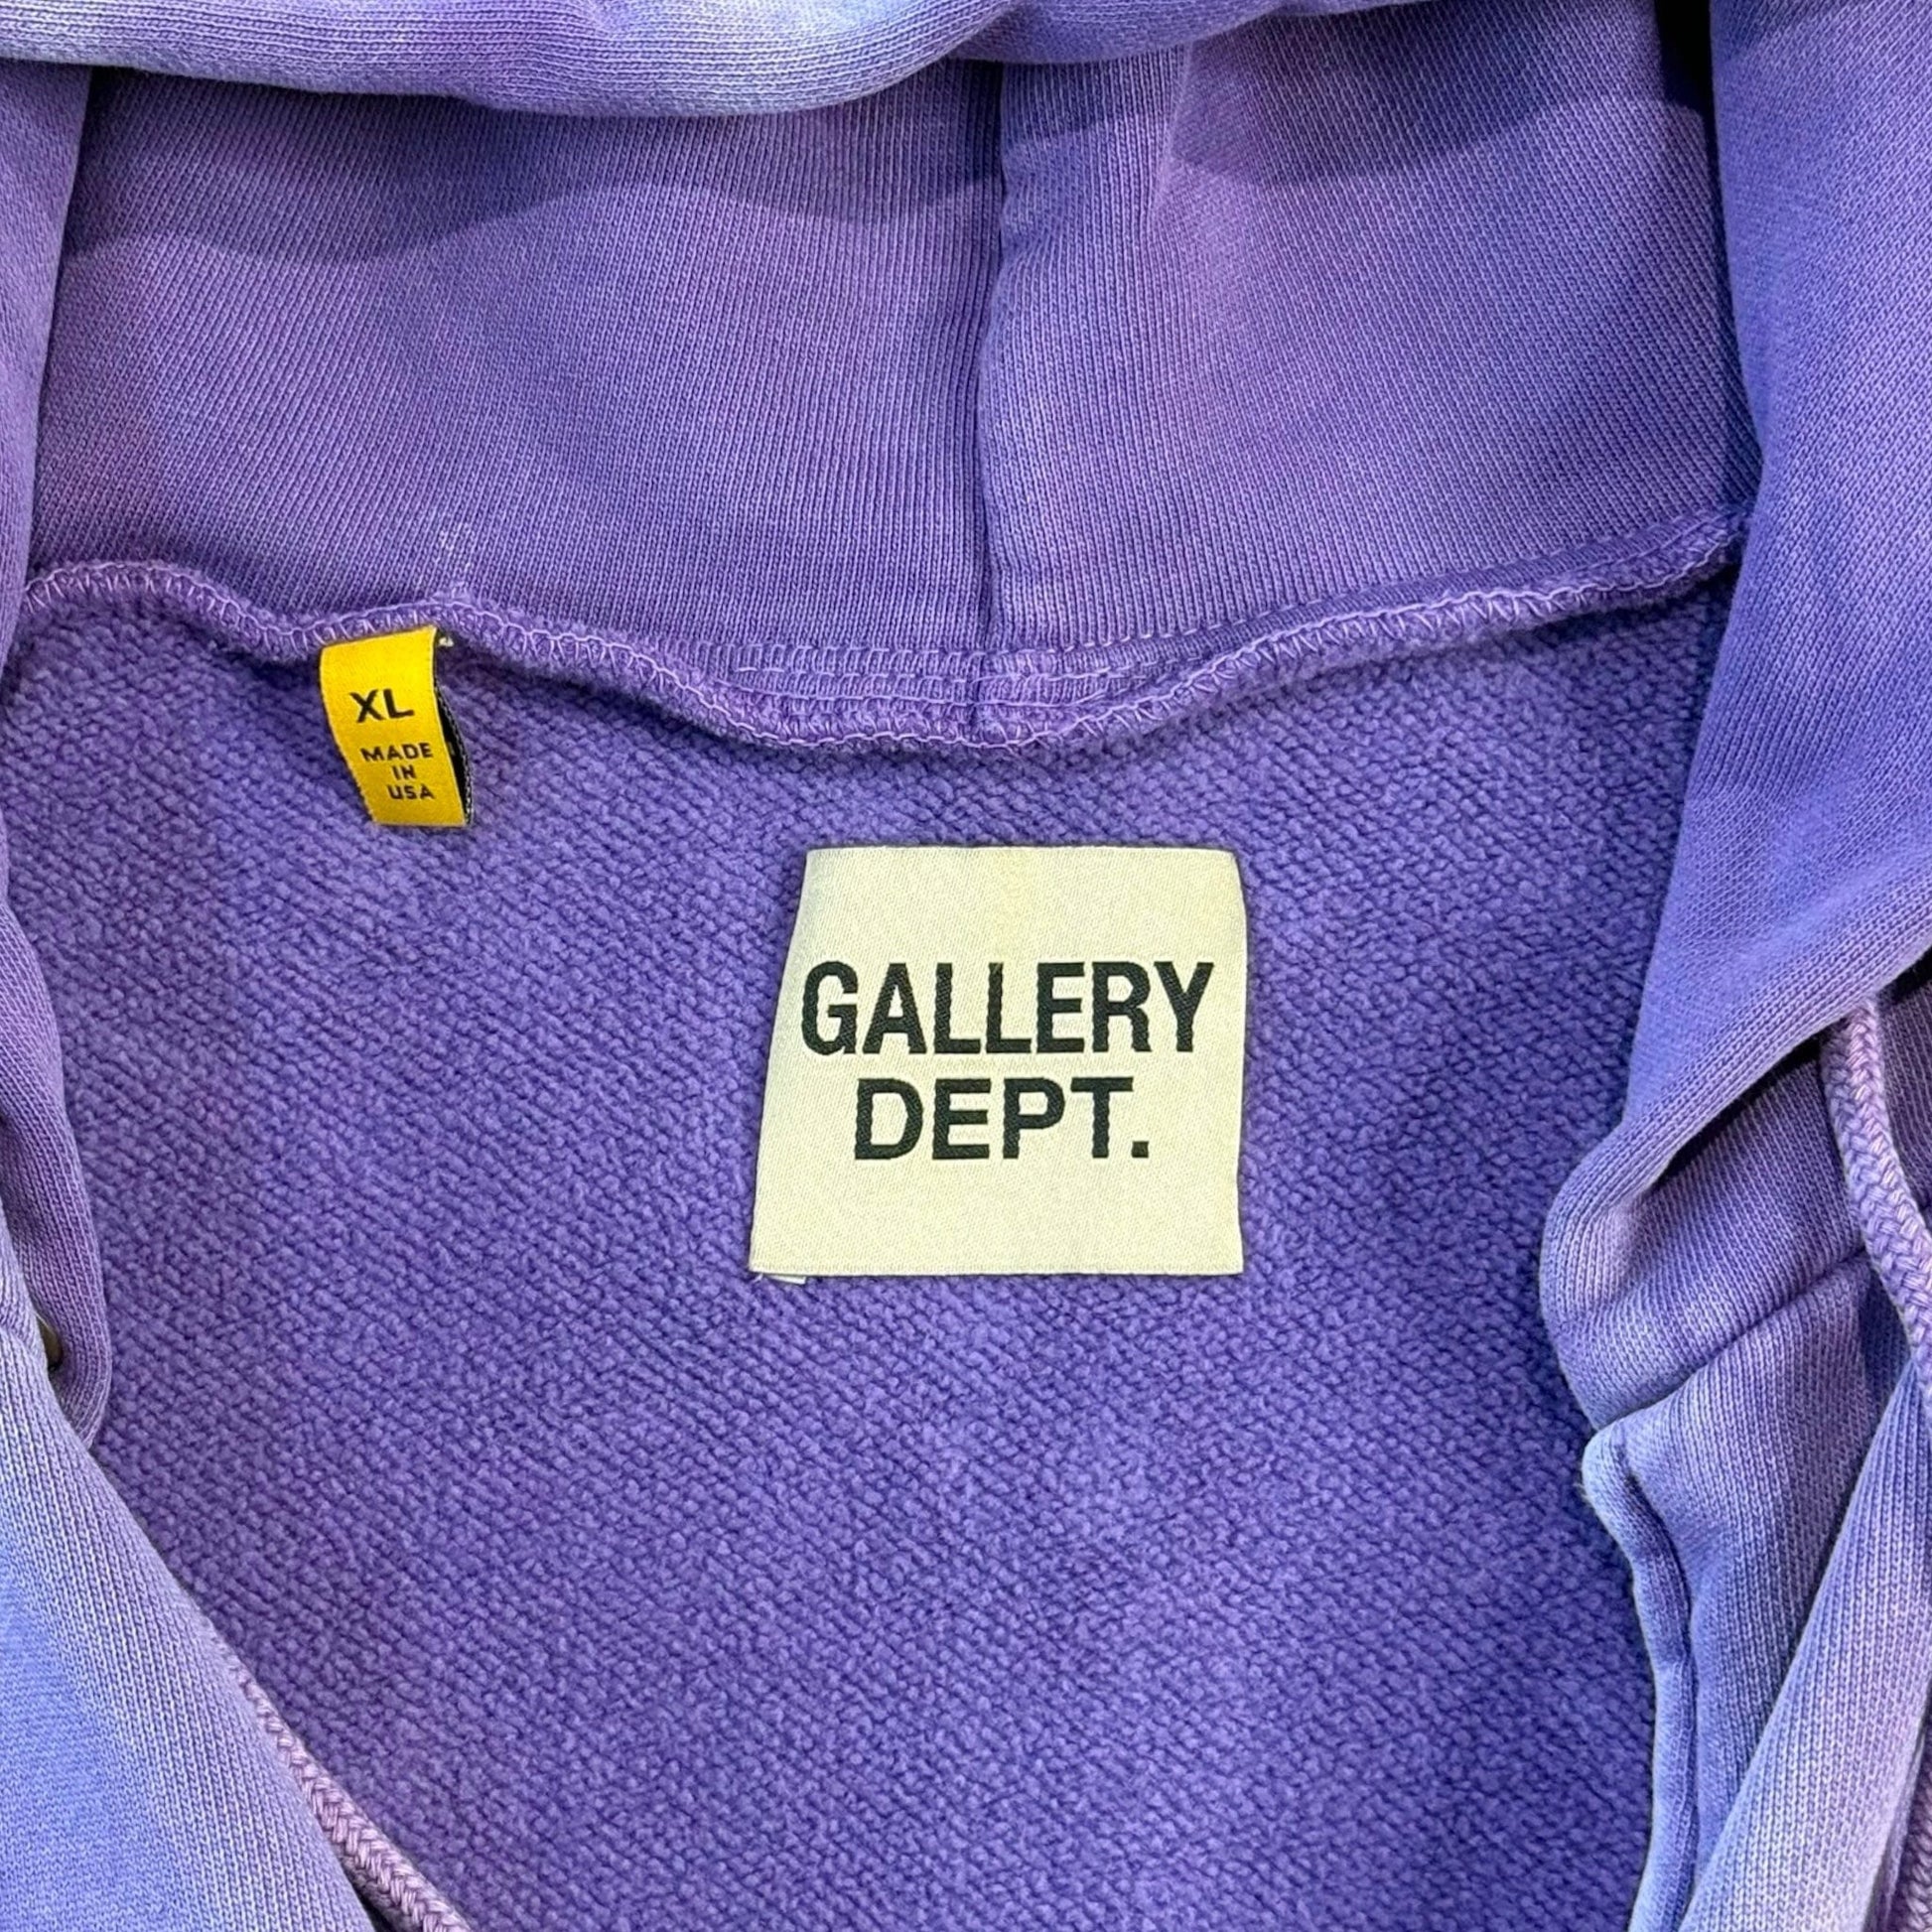 XL
MADE
IN
USA
GALLERY
DEPT.